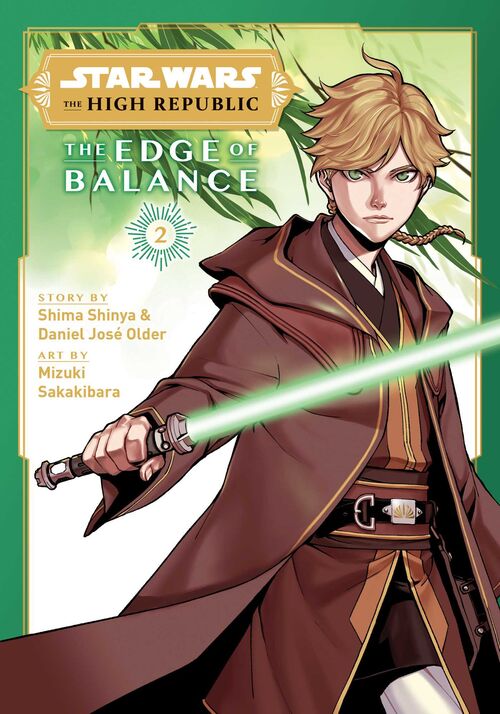 STAR WARS
THE HIGH REPUBLIC
THE EDGE OF
BALANCE
2
STORY BY
Shima Shinya &
Daniel José Older
ART BY
Mizuki
Sakakibara